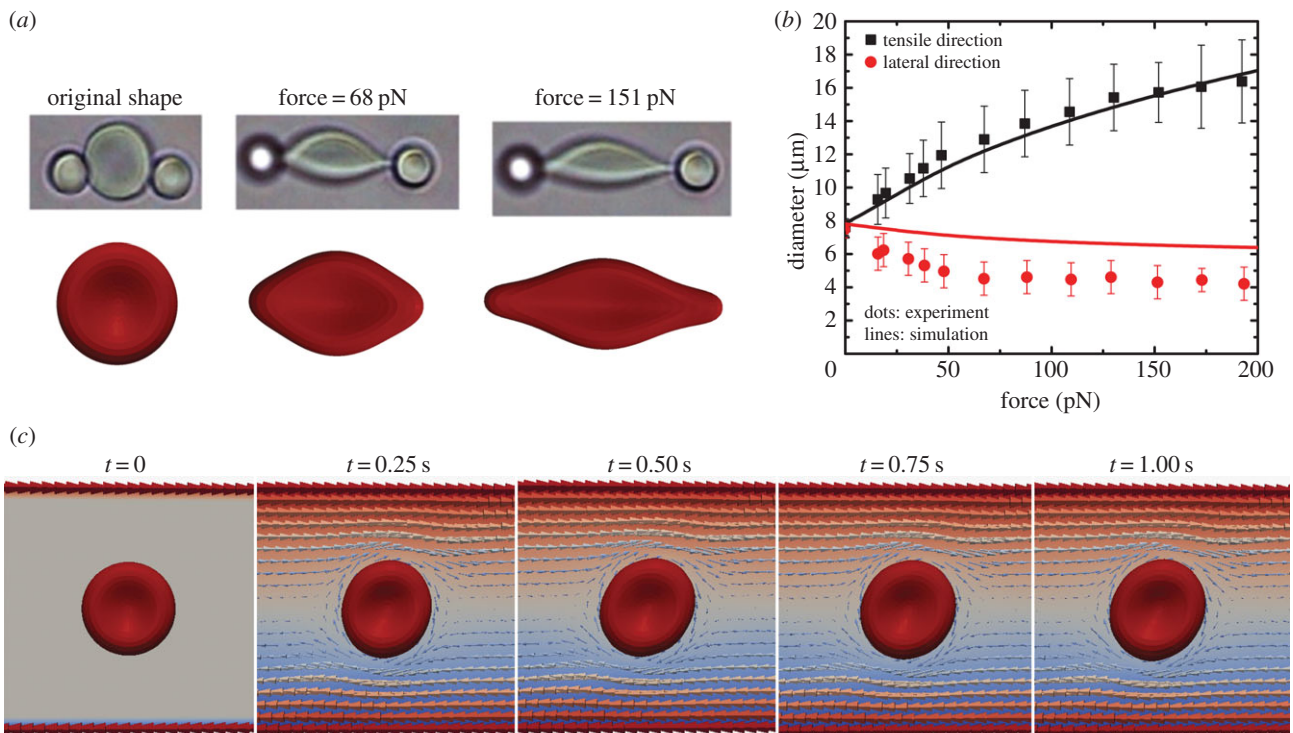 (a)
original shape
force = 68 pN
force = 151 pN
(b)
20
18
16
14
12
10
8
6
4
2
0
50
100
150
200
diameter (µm)
force (pN)
tensile direction
lateral direction
dots: experiment
lines: simulation
(c)
t = 0
t = 0.25 s
t = 0.50 s
t = 0.75 s
t = 1.00 s